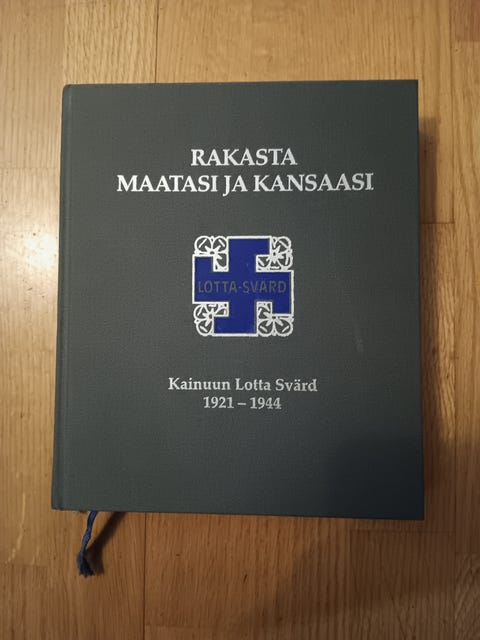 RAKASTA
MAATASI JA KANSAASI
LOTTA-SVÄRD
Kainuun Lotta Svärd
1921 – 1944